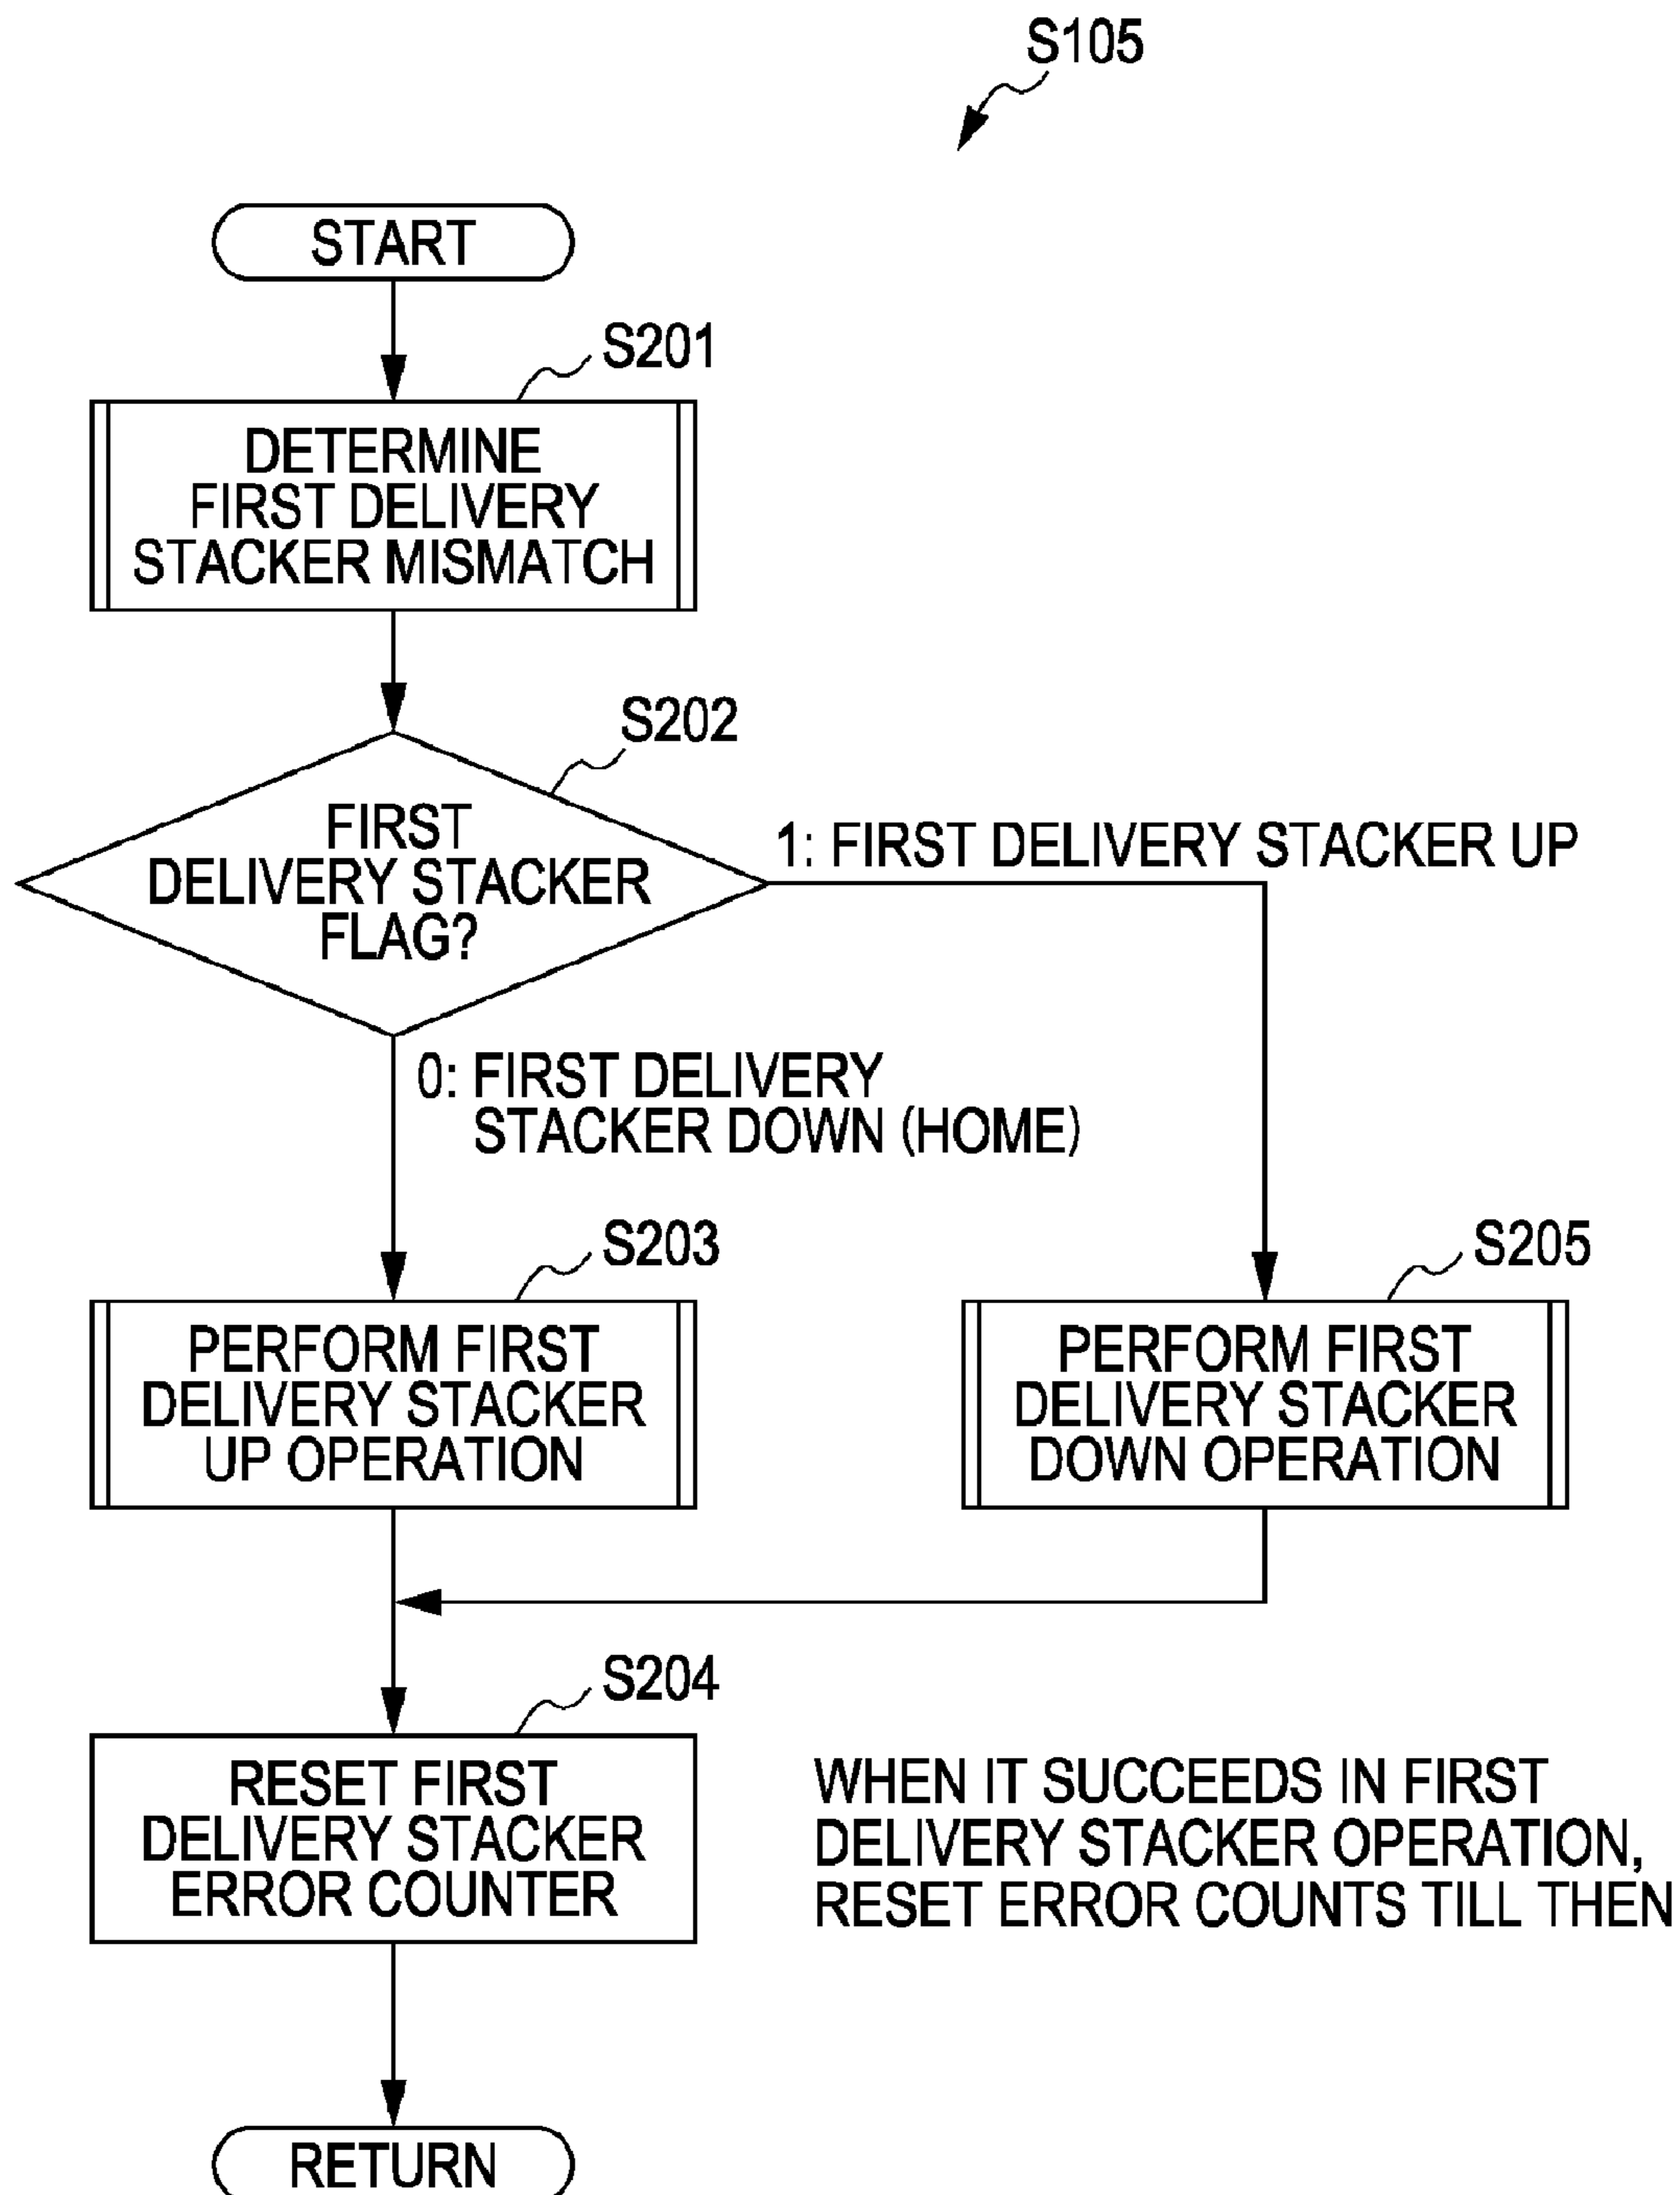 S105
START
S201
DETERMINE
FIRST DELIVERY
STACKER MISMATCH
S202
FIRST
DELIVERY STACKER
FLAG?
1: FIRST DELIVERY STACKER UP
0: FIRST DELIVERY
STACKER DOWN (HOME)
S203
PERFORM FIRST
DELIVERY STACKER
UP OPERATION
S205
PERFORM FIRST
DELIVERY STACKER
DOWN OPERATION
S204
RESET FIRST
DELIVERY STACKER
ERROR COUNTER
WHEN IT SUCCEEDS IN FIRST
DELIVERY STACKER OPERATION,
RESET ERROR COUNTS TILL THEN
RETURN